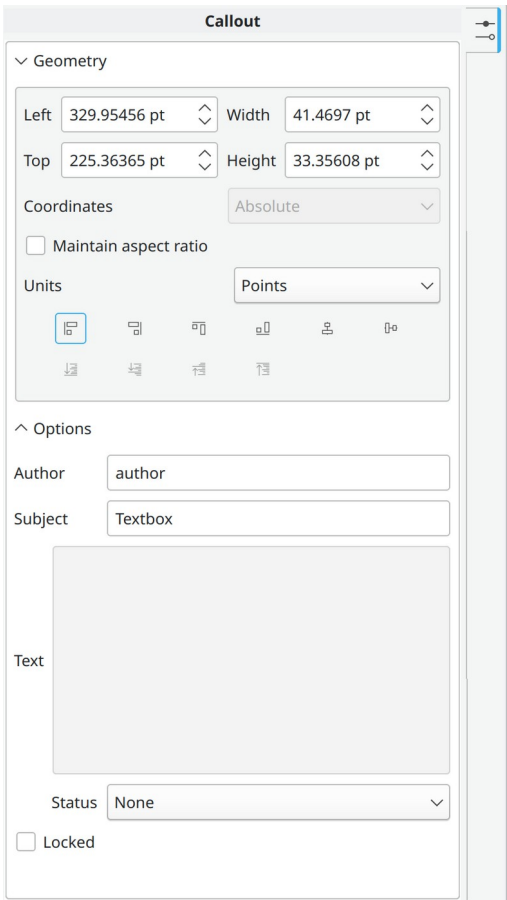 Callout
Geometry
Left 329.95456 pt Width 41.4697 pt
Top 225.36365 pt Height 33.35608 pt
Coordinates Absolute
Maintain aspect ratio
Units Points
Options
Author author
Subject Textbox
Text
Status None
Locked